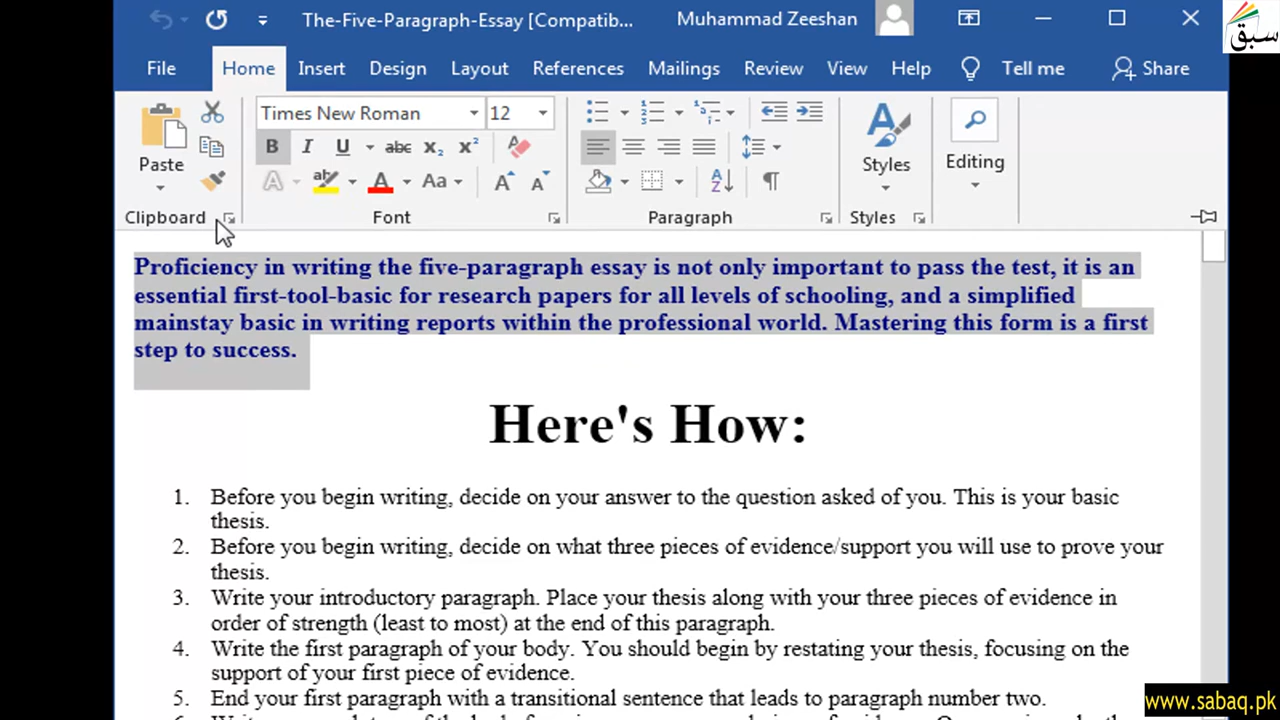 The-Five-Paragraph-Essay [Compatib... Muhammad Zeeshan
سبق
File Home Insert Design Layout References Mailings Review View Help Tell me Share
Times New Roman 12
Paste B I U abc x₂ x² Styles Editing
A ab A Aa A A A Z ¶
Clipboard Font Paragraph Styles
Proficiency in writing the five-paragraph essay is not only important to pass the test, it is an
essential first-tool-basic for research papers for all levels of schooling, and a simplified
mainstay basic in writing reports within the professional world. Mastering this form is a first
step to success.
Here's How:
1. Before you begin writing, decide on your answer to the question asked of you. This is your basic
thesis.
2. Before you begin writing, decide on what three pieces of evidence/support you will use to prove your
thesis.
3. Write your introductory paragraph. Place your thesis along with your three pieces of evidence in
order of strength (least to most) at the end of this paragraph.
4. Write the first paragraph of your body. You should begin by restating your thesis, focusing on the
support of your first piece of evidence.
5. End your first paragraph with a transitional sentence that leads to paragraph number two.
www.sabaq.pk